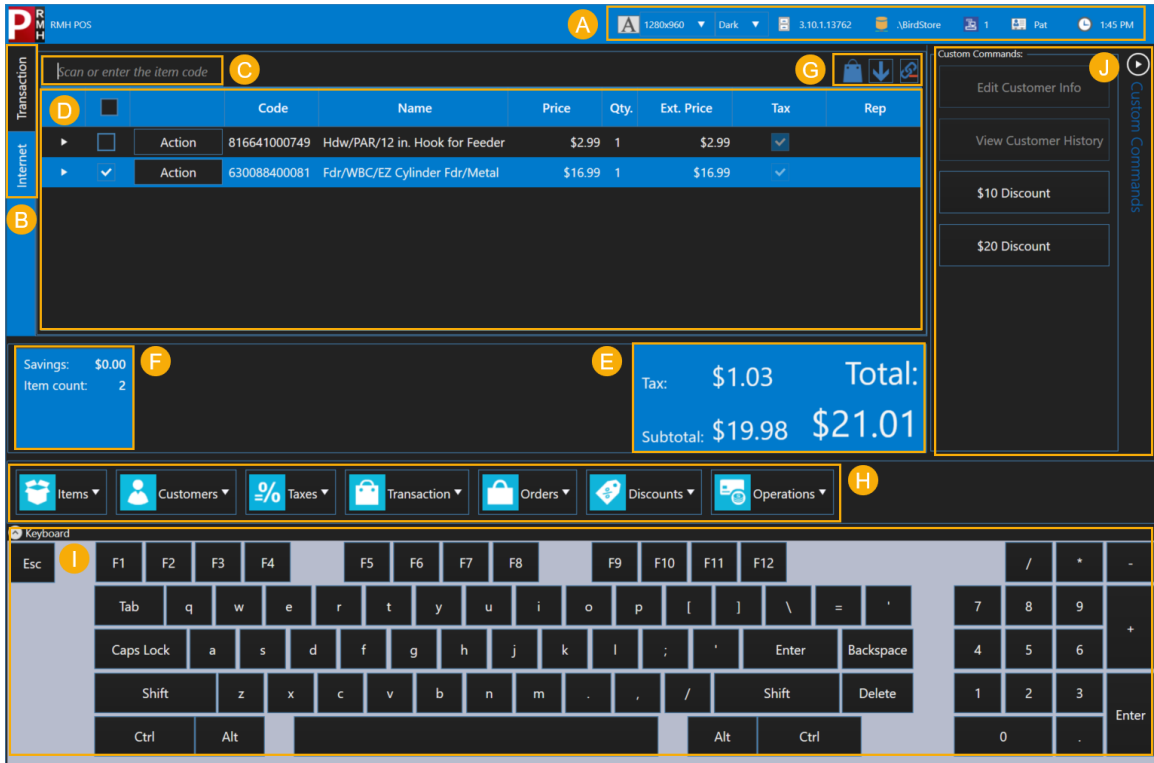 P RMH RMH POS A 1280x960 ▼ Dark ▼ 3.10.1.13762 .\BirdStore 1 Pat 1:45 PM
Transaction
Internet
B
Scan or enter the item code C G
D Code Name Price Qty. Ext. Price Tax Rep
Action 816641000749 Hdw/PAR/12 in. Hook for Feeder $2.99 1 $2.99
Action 630088400081 Fdr/WBC/EZ Cylinder Fdr/Metal $16.99 1 $16.99
Custom Commands: J
Edit Customer Info
View Customer History
$10 Discount
$20 Discount
Custom Commands
Savings: $0.00 F
Item count: 2
E
Tax: $1.03 Total:
Subtotal: $19.98 $21.01
Items ▼ Customers ▼ Taxes ▼ Transaction ▼ Orders ▼ Discounts ▼ Operations ▼ H
Keyboard
Esc I F1 F2 F3 F4 F5 F6 F7 F8 F9 F10 F11 F12 / * -
Tab q w e r t y u i o p [ ] \ = ' 7 8 9 +
Caps Lock a s d f g h j k l ; ' Enter Backspace 4 5 6
Shift z x c v b n m . , / Shift Delete 1 2 3 Enter
Ctrl Alt Alt Ctrl 0 .